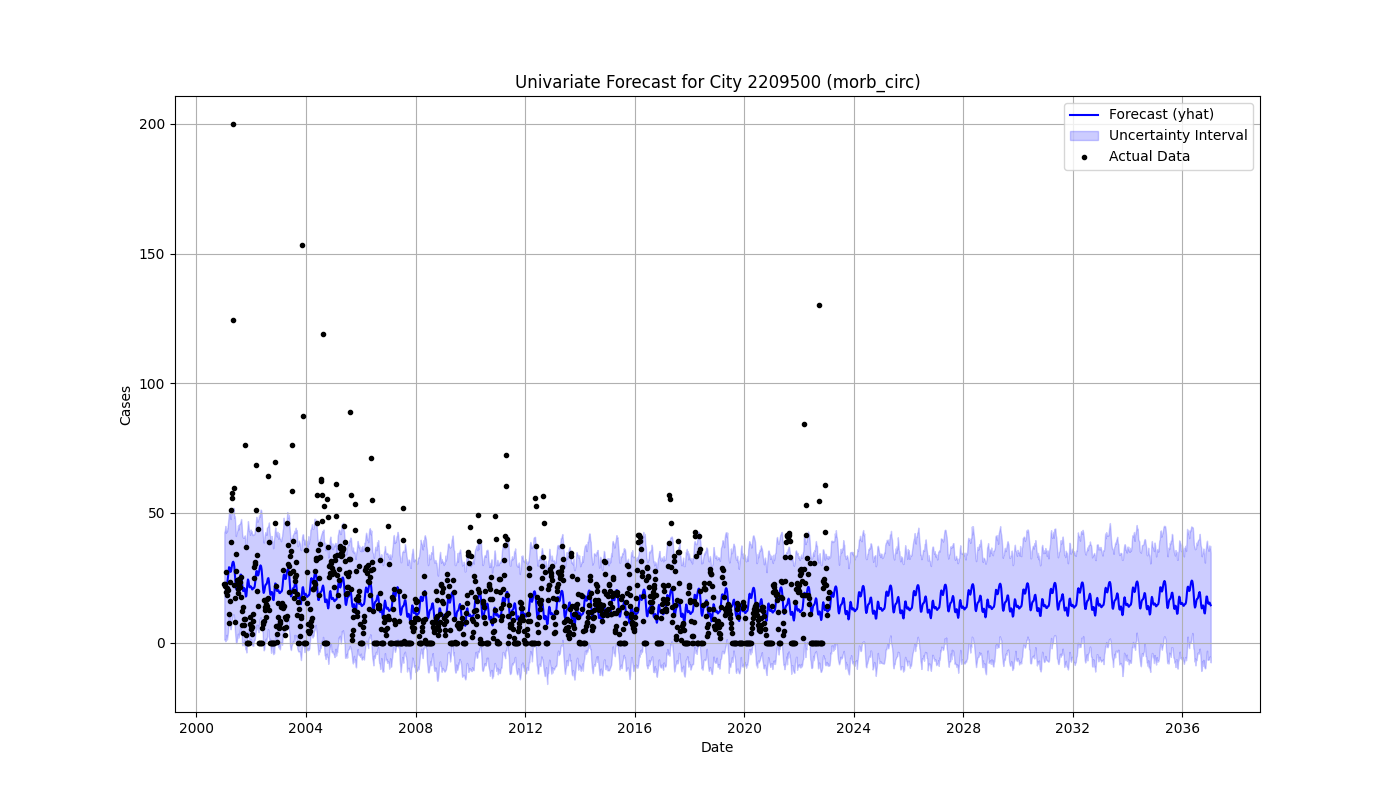 Univariate Forecast for City 2209500 (morb_circ)
Forecast (yhat)
Uncertainty Interval
Actual Data
Cases
200
150
100
50
0
2000 2004 2008 2012 2016 2020 2024 2028 2032 2036
Date